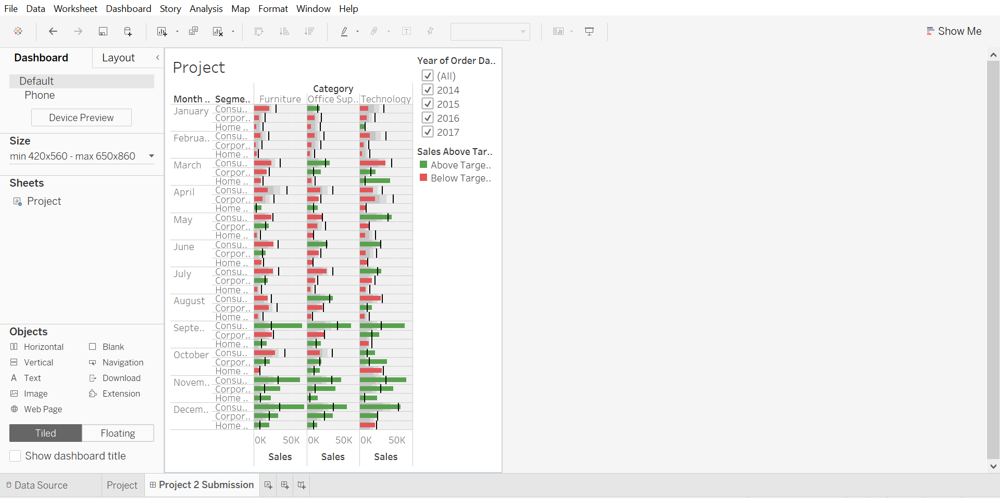 File Data Worksheet Dashboard Story Analysis Map Format Window Help
Show Me
Dashboard Layout
Default
Phone
Device Preview
Size
min 420x560 - max 650x860
Sheets
Project
Objects
Horizontal Blank
Vertical Navigation
A Text Download
Image Extension
Web Page
Tiled Floating
Show dashboard title
Project
Category
Month .. Segme.. Furniture Office Sup.. Technology
January Consu..
Corpor..
Home ..
Februa.. Consu..
Corpor..
Home ..
March Consu..
Corpor..
Home ..
April Consu..
Corpor..
Home ..
May Consu..
Corpor..
Home ..
June Consu..
Corpor..
Home ..
July Consu..
Corpor..
Home ..
August Consu..
Corpor..
Home ..
Septe.. Consu..
Corpor..
Home ..
October Consu..
Corpor..
Home ..
Novem.. Consu..
Corpor..
Home ..
Decem.. Consu..
Corpor..
Home ..
0K 50K 0K 50K 0K 50K
Sales Sales Sales
Year of Order Da..
(All)
2014
2015
2016
2017
Sales Above Tar..
Above Targe..
Below Targe..
Data Source Project Project 2 Submission